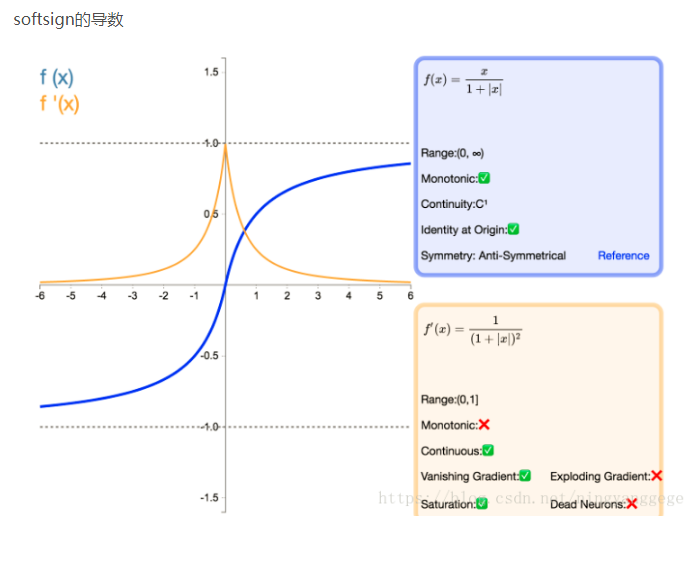 softsign的导数
f (x)
f '(x)
1.5
1.0
0.5
-6 -5 -4 -3 -2 -1 1 2 3 4 5 6
-0.5
-1.0
-1.5
f(x) = x / (1 + |x|)
Range:(0, ∞)
Monotonic:✅
Continuity:C¹
Identity at Origin:✅
Symmetry: Anti-Symmetrical Reference
f'(x) = 1 / (1 + |x|)²
Range:(0,1]
Monotonic:❌
Continuous:✅
Vanishing Gradient:✅ Exploding Gradient:❌
https://blog.csdn.net/qingyanggege
Saturation:✅ Dead Neurons:❌